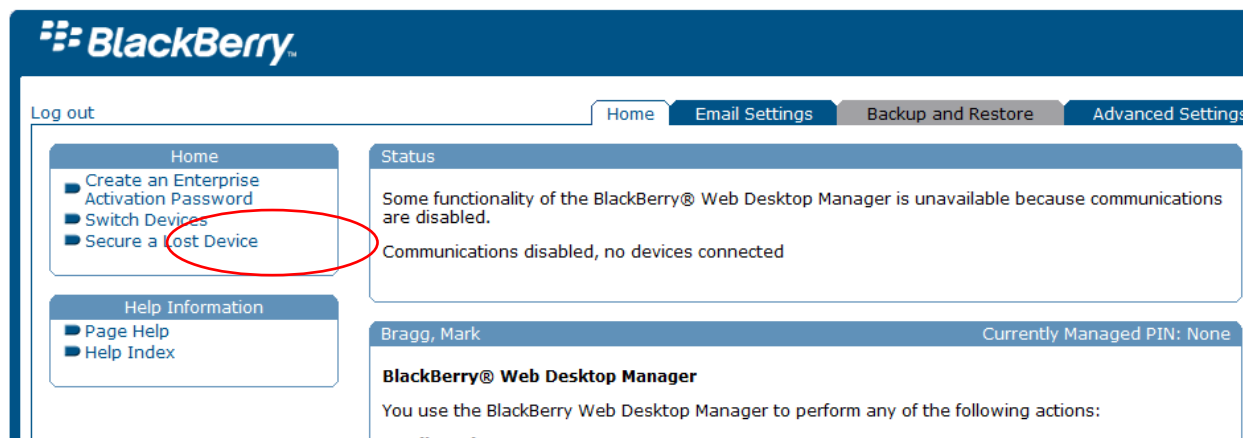 BlackBerry™
Log out
Home
Email Settings
Backup and Restore
Advanced Settings
Home
Create an Enterprise
Activation Password
Switch Devices
Secure a Lost Device
Help Information
Page Help
Help Index
Status
Some functionality of the BlackBerry® Web Desktop Manager is unavailable because communications
are disabled.
Communications disabled, no devices connected
Bragg, Mark
Currently Managed PIN: None
BlackBerry® Web Desktop Manager
You use the BlackBerry Web Desktop Manager to perform any of the following actions: